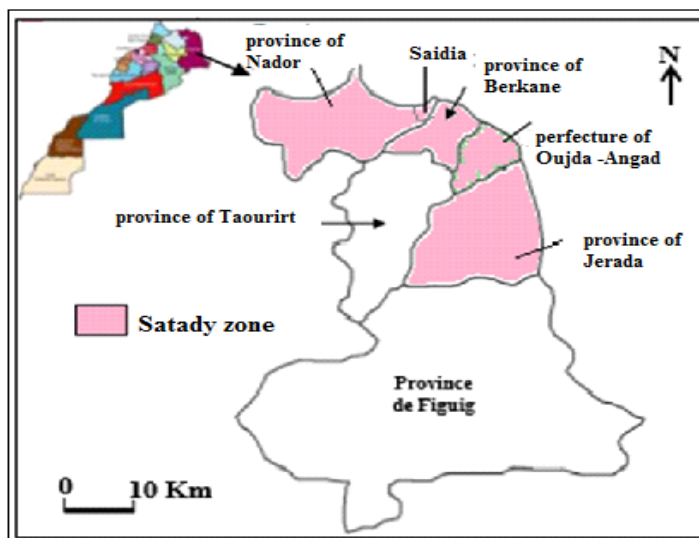 province of
Nador
Saidia
province of
Berkane
N
perfecture of
Oujda -Angad
province of Taourirt
province of
Jerada
Satady zone
Province
de Figuig
0 10 Km